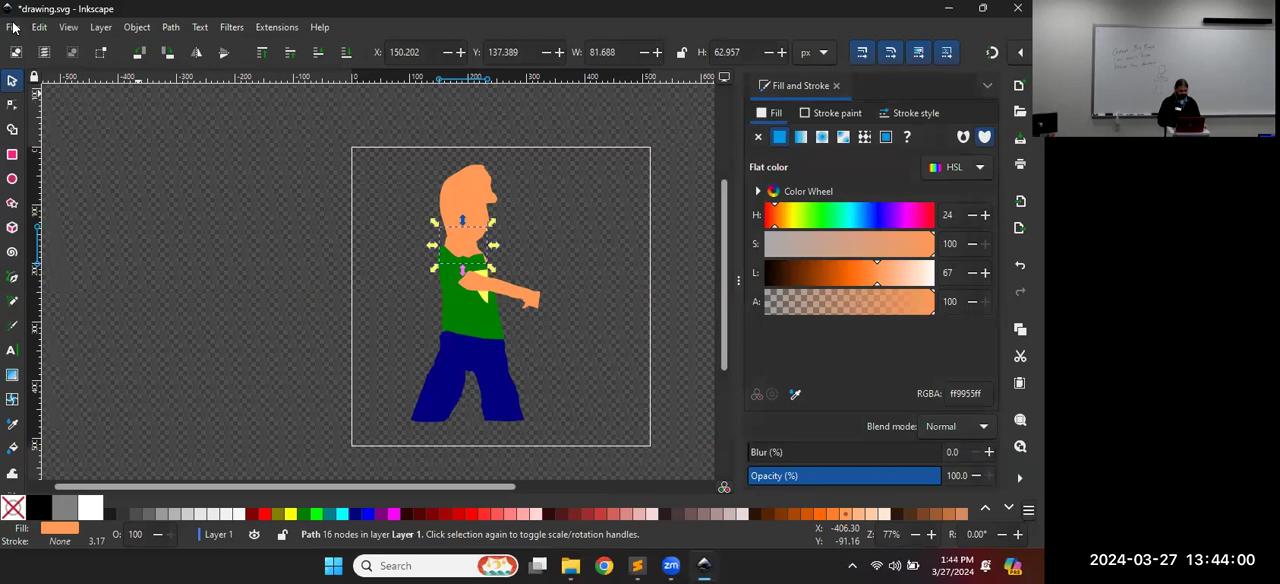 *drawing.svg - Inkscape
File Edit View Layer Object Path Text Filters Extensions Help
X: 150.202 Y: 137.389 W: 81.688 H: 62.957 px
Fill and Stroke
Fill Stroke paint Stroke style
Flat color HSL
Color Wheel
H: 24
S: 100
L: 67
A: 100
RGBA: ff9955ff
Blend mode: Normal
Blur (%) 0.0
Opacity (%) 100.0
Fill: O: 100 Layer 1 Path 16 nodes in layer Layer 1. Click selection again to toggle scale/rotation handles. X: -406.30 Z: 77% R: 0.00°
Stroke: None 3.17 Y: -91.16
Search
1:44 PM
3/27/2024
2024-03-27 13:44:00